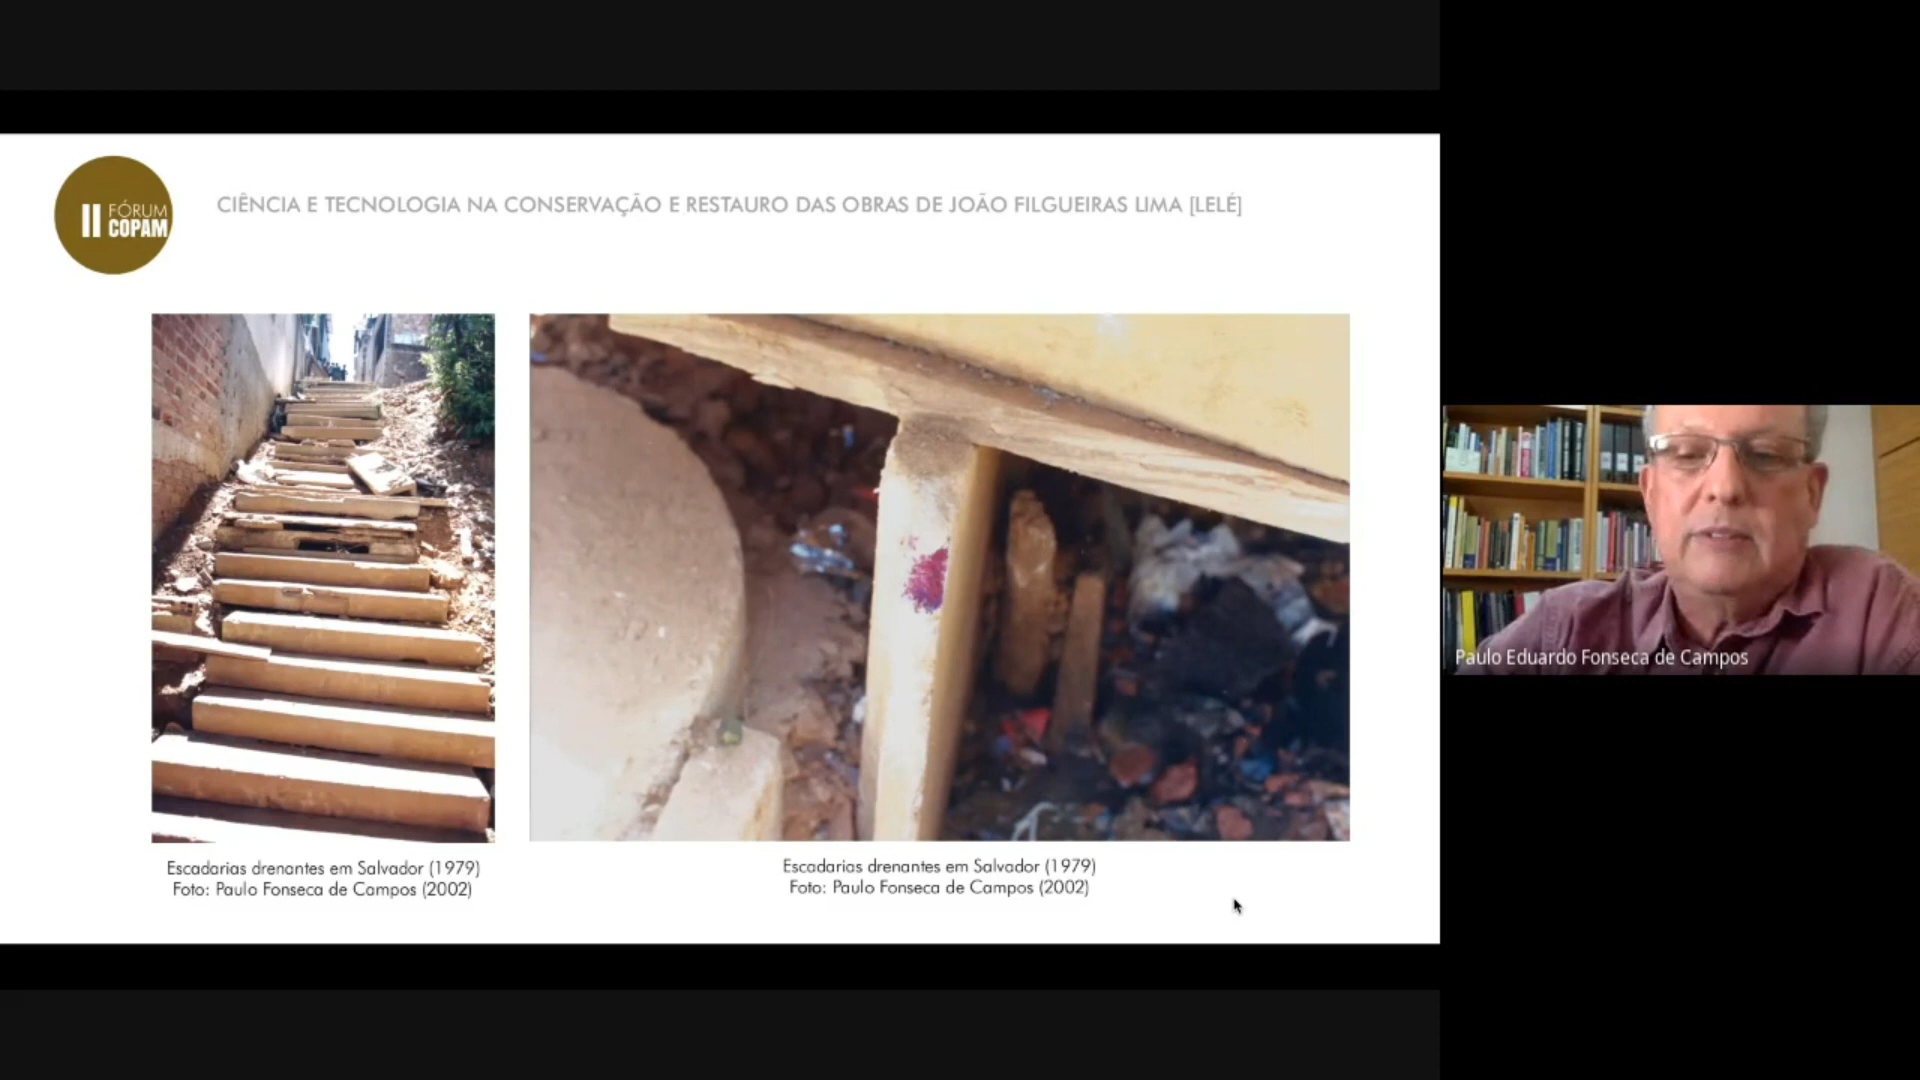 II FÓRUM
COPAM
CIÊNCIA E TECNOLOGIA NA CONSERVAÇÃO E RESTAURO DAS OBRAS DE JOÃO FILGUEIRAS LIMA [LELÉ]
Escadarias drenantes em Salvador (1979)
Foto: Paulo Fonseca de Campos (2002)
Escadarias drenantes em Salvador (1979)
Foto: Paulo Fonseca de Campos (2002)
Paulo Eduardo Fonseca de Campos